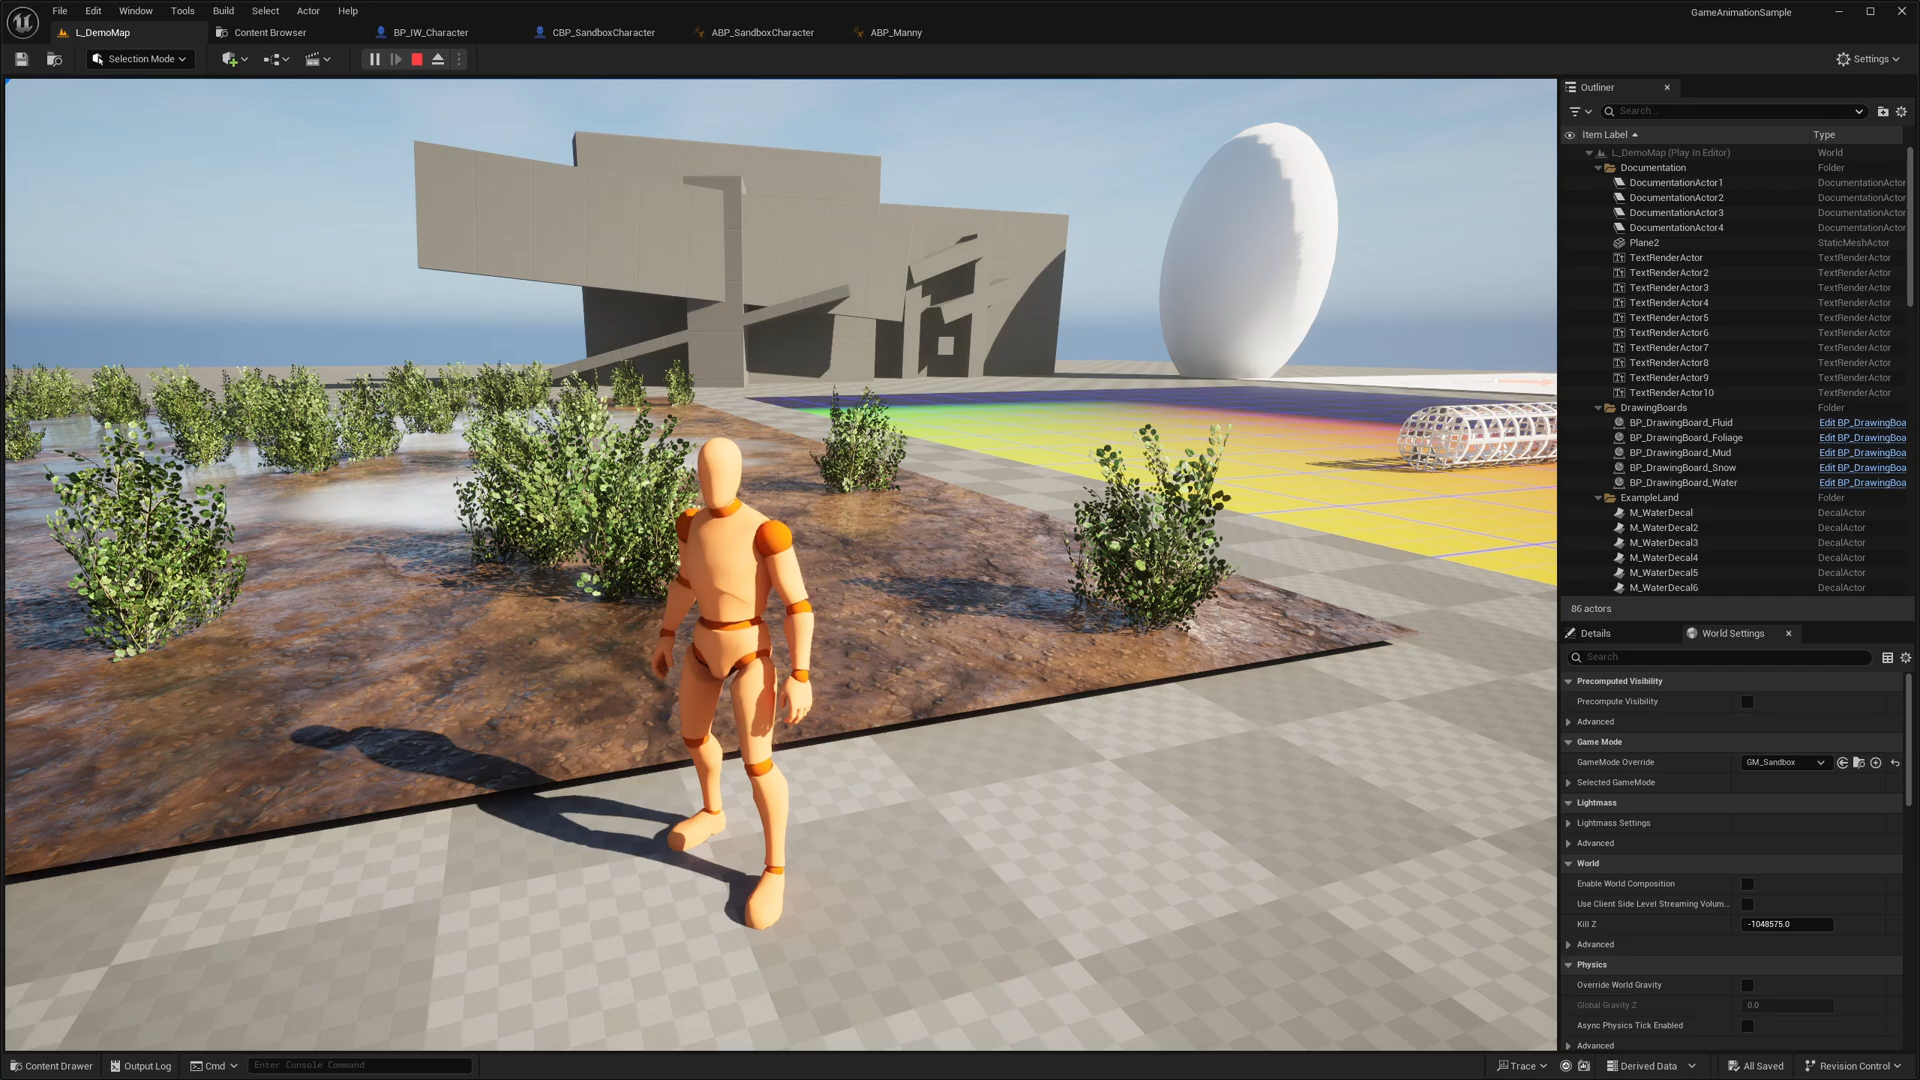 File Edit Window Tools Build Select Actor Help
GameAnimationSample
L_DemoMap
Content Browser
BP_IW_Character
CBP_SandboxCharacter
ABP_SandboxCharacter
ABP_Manny
Selection Mode
Settings
Outliner
Search...
Item Label
Type
L_DemoMap (Play In Editor) World
Documentation Folder
DocumentationActor1 DocumentationActor
DocumentationActor2 DocumentationActor
DocumentationActor3 DocumentationActor
DocumentationActor4 DocumentationActor
Plane2 StaticMeshActor
TextRenderActor TextRenderActor
TextRenderActor2 TextRenderActor
TextRenderActor3 TextRenderActor
TextRenderActor4 TextRenderActor
TextRenderActor5 TextRenderActor
TextRenderActor6 TextRenderActor
TextRenderActor7 TextRenderActor
TextRenderActor8 TextRenderActor
TextRenderActor9 TextRenderActor
TextRenderActor10 TextRenderActor
DrawingBoards Folder
BP_DrawingBoard_Fluid Edit BP_DrawingBoa
BP_DrawingBoard_Foliage Edit BP_DrawingBoa
BP_DrawingBoard_Mud Edit BP_DrawingBoa
BP_DrawingBoard_Snow Edit BP_DrawingBoa
BP_DrawingBoard_Water Edit BP_DrawingBoa
ExampleLand Folder
M_WaterDecal DecalActor
M_WaterDecal2 DecalActor
M_WaterDecal3 DecalActor
M_WaterDecal4 DecalActor
M_WaterDecal5 DecalActor
M_WaterDecal6 DecalActor
86 actors
Details
World Settings
Search
Precomputed Visibility
Precompute Visibility
Advanced
Game Mode
GameMode Override GM_Sandbox
Selected GameMode
Lightmass
Lightmass Settings
Advanced
World
Enable World Composition
Use Client Side Level Streaming Volum...
Kill Z -1048575.0
Advanced
Physics
Override World Gravity
Global Gravity Z 0.0
Async Physics Tick Enabled
Advanced
Content Drawer
Output Log
Cmd
Enter Console Command
Trace
Derived Data
All Saved
Revision Control